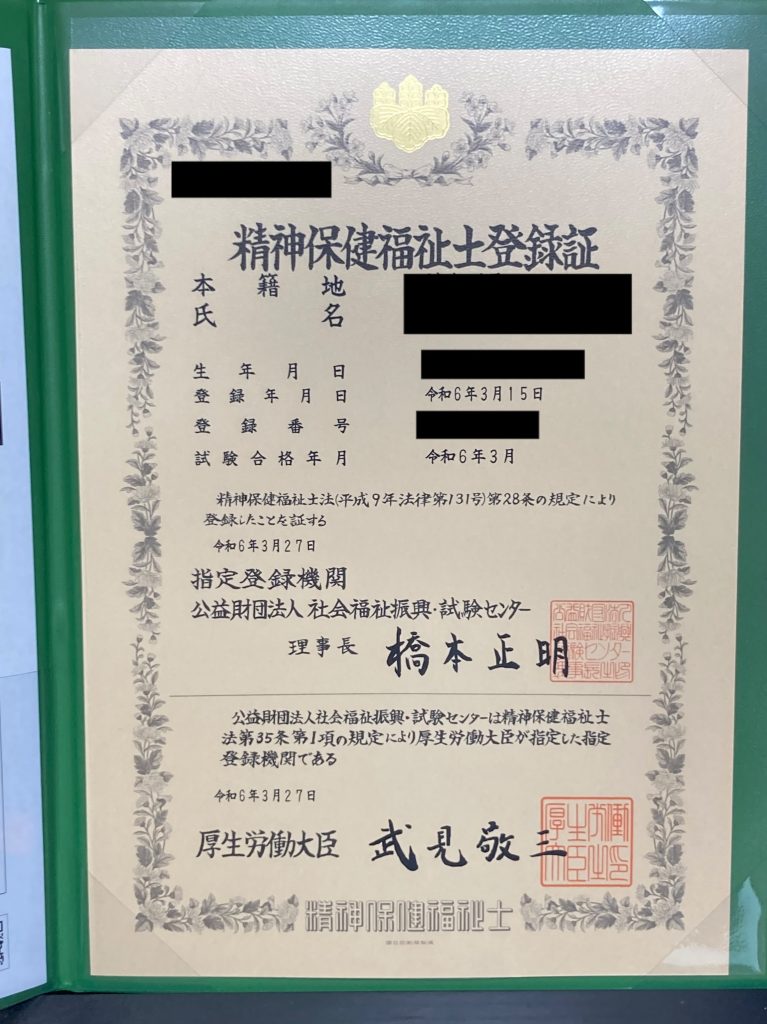 精神保健福祉士登録証
本籍地
氏名
生年月日
登録年月日 令和6年3月15日
登録番号
試験合格年月 令和6年3月
精神保健福祉士法(平成9年法律第131号)第28条の規定により
登録したことを証する
令和6年3月27日
指定登録機関
公益財団法人 社会福祉振興・試験センター
理事長 橋本正明
公益財団法人社会福祉振興・試験センターは精神保健福祉士
法第35条第1項の規定により厚生労働大臣が指定した指定
登録機関である
令和6年3月27日
厚生労働大臣 武見敬三
厚生労働大臣之印
精神保健福祉士